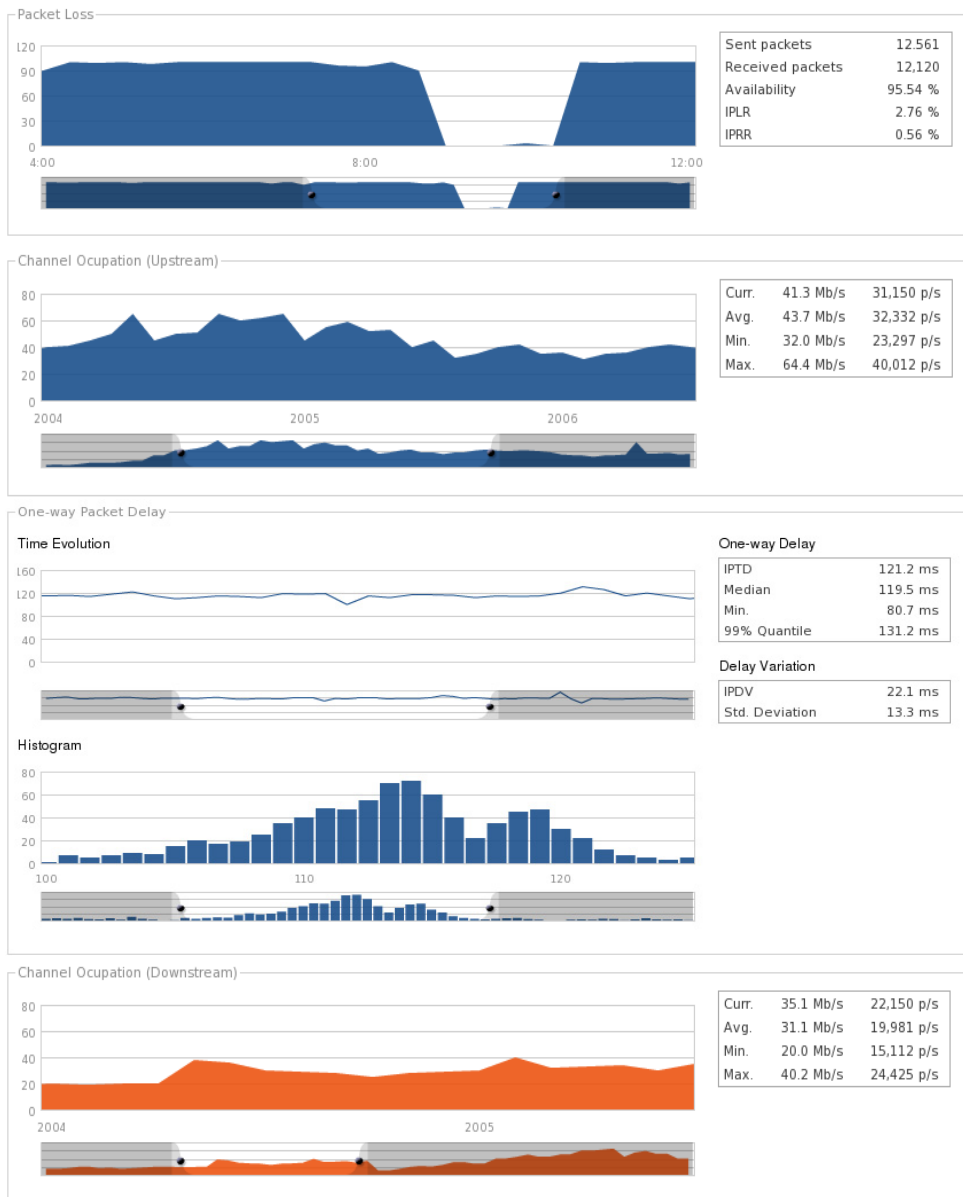 Packet Loss
120
90
60
30
0
4:00 8:00 12:00
Sent packets 12.561
Received packets 12,120
Availability 95.54 %
IPLR 2.76 %
IPRR 0.56 %
Channel Ocupation (Upstream)
80
60
40
20
0
2004 2005 2006
Curr. 41.3 Mb/s 31,150 p/s
Avg. 43.7 Mb/s 32,332 p/s
Min. 32.0 Mb/s 23,297 p/s
Max. 64.4 Mb/s 40,012 p/s
One-way Packet Delay
Time Evolution
160
120
80
40
0
One-way Delay
IPTD 121.2 ms
Median 119.5 ms
Min. 80.7 ms
99% Quantile 131.2 ms
Delay Variation
IPDV 22.1 ms
Std. Deviation 13.3 ms
Histogram
80
60
40
20
0
100 110 120
Channel Ocupation (Downstream)
80
60
40
20
0
2004 2005
Curr. 35.1 Mb/s 22,150 p/s
Avg. 31.1 Mb/s 19,981 p/s
Min. 20.0 Mb/s 15,112 p/s
Max. 40.2 Mb/s 24,425 p/s